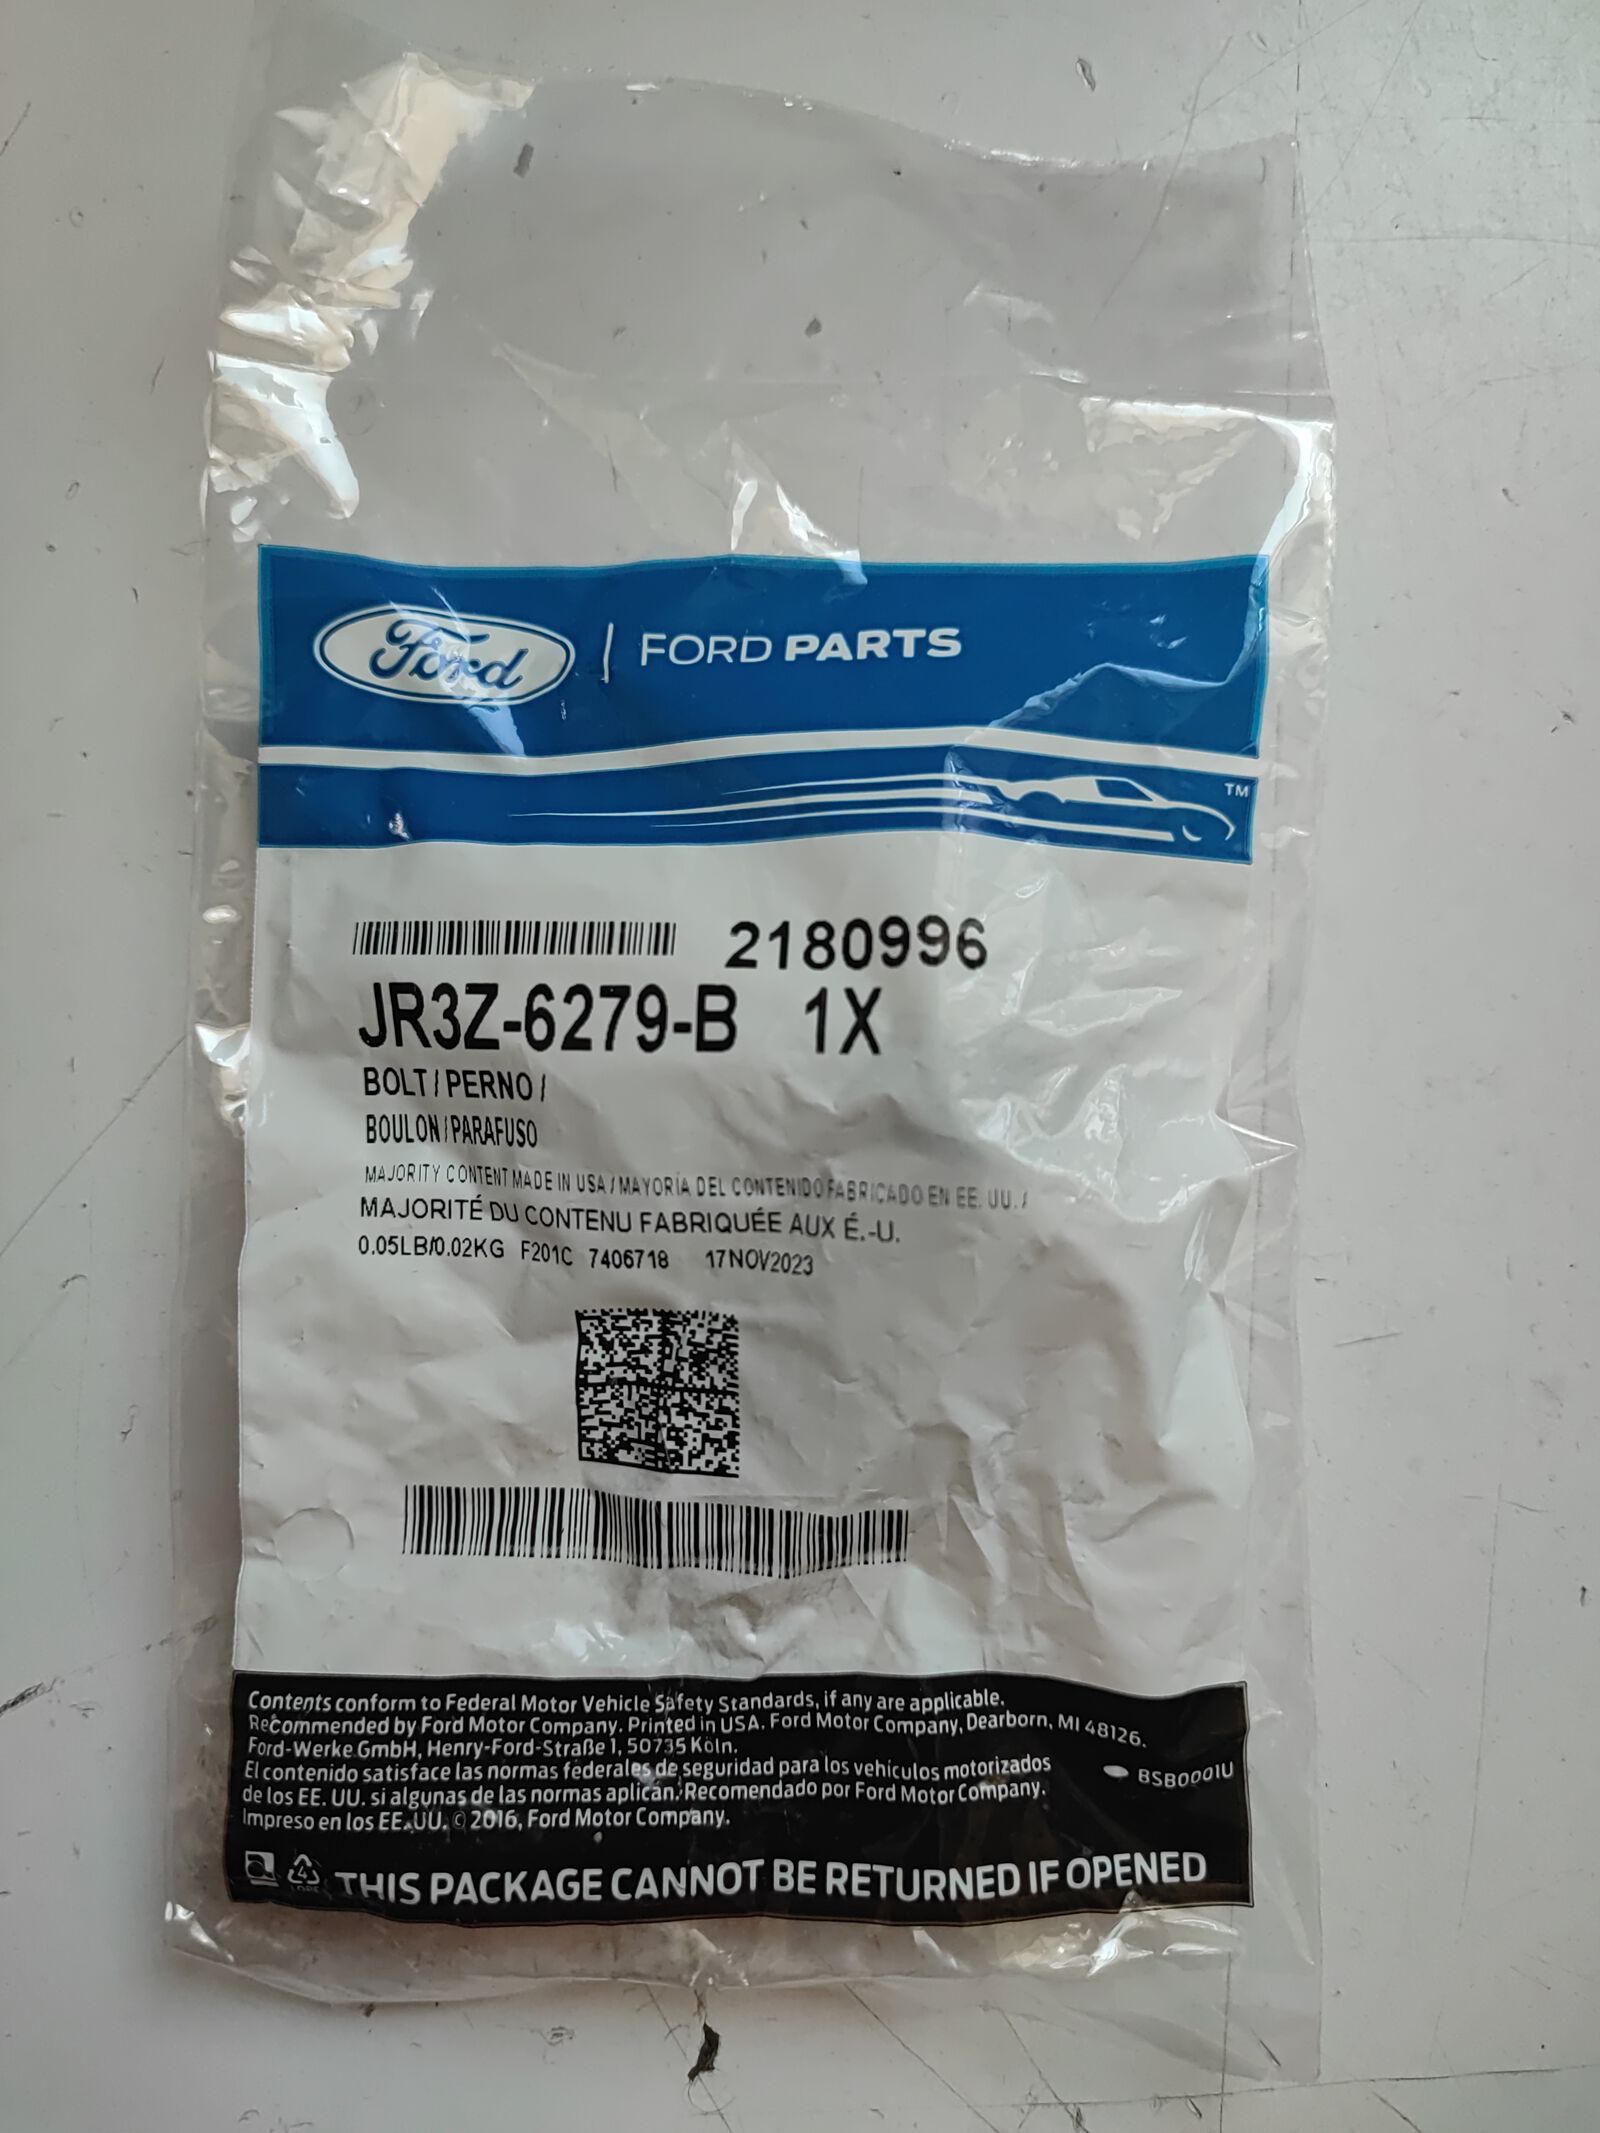 Ford | FORD PARTS
TM
2180996
JR3Z-6279-B 1X
BOLT/PERNO/
BOULON/PARAFUSO
MAJORITY CONTENT MADE IN USA/MAYORÍA DEL CONTENIDO FABRICADO EN EE. UU./
MAJORITÉ DU CONTENU FABRIQUÉE AUX É.-U.
0.05LB/0.02KG F201C 7406718 17NOV2023
Contents conform to Federal Motor Vehicle Safety Standards, if any are applicable.
Recommended by Ford Motor Company. Printed in USA. Ford Motor Company, Dearborn, MI 48126.
Ford-Werke GmbH, Henry-Ford-Straße 1, 50735 Köln.
El contenido satisface las normas federales de seguridad para los vehículos motorizados
de los EE. UU. si algunas de las normas aplican. Recomendado por Ford Motor Company.
Impreso en los EE. UU. © 2016, Ford Motor Company.
BSB0001U
4
LDPE
THIS PACKAGE CANNOT BE RETURNED IF OPENED